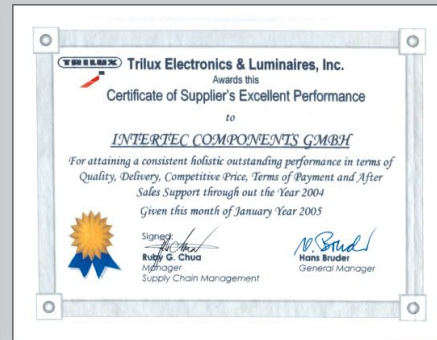 TRILUX Trilux Electronics & Luminaires, Inc.
Awards this
Certificate of Supplier's Excellent Performance
to
INTERTEC COMPONENTS GMBH
For attaining a consistent holistic outstanding performance in terms of
Quality, Delivery, Competitive Price, Terms of Payment and After
Sales Support through out the Year 2004
Given this month of January Year 2005
Signed:
Ruby G. Chua
Manager
Supply Chain Management
N. Bruder
Hans Bruder
General Manager